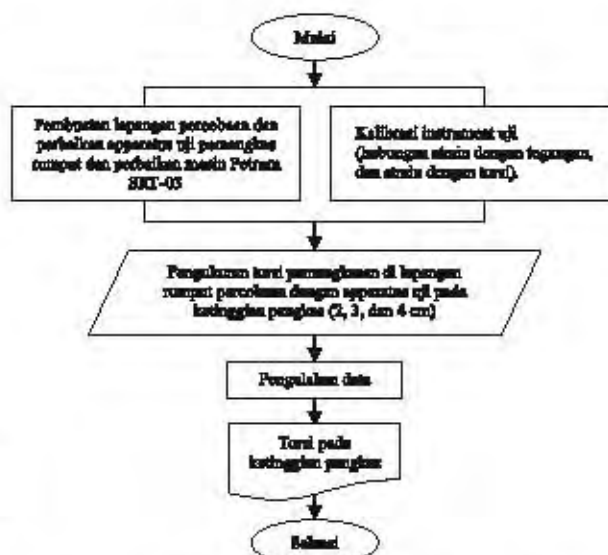 Mulai
Pembuatan lapangan percobaan dan
perbaikan apparatus uji pemangkas
rumput dan perbaikan mesin Potrum
Kalibrasi instrument uji
(hubungan strain dengan tegangan,
dan strain dengan torsi).
Pengukuran torsi pemangkasan di lapangan
rumput percobaan dengan apparatus uji pada
ketinggian pangkas (2, 3, dan 4 cm)
Pengolahan data
Torsi pada
ketinggian pangkas
Selesai